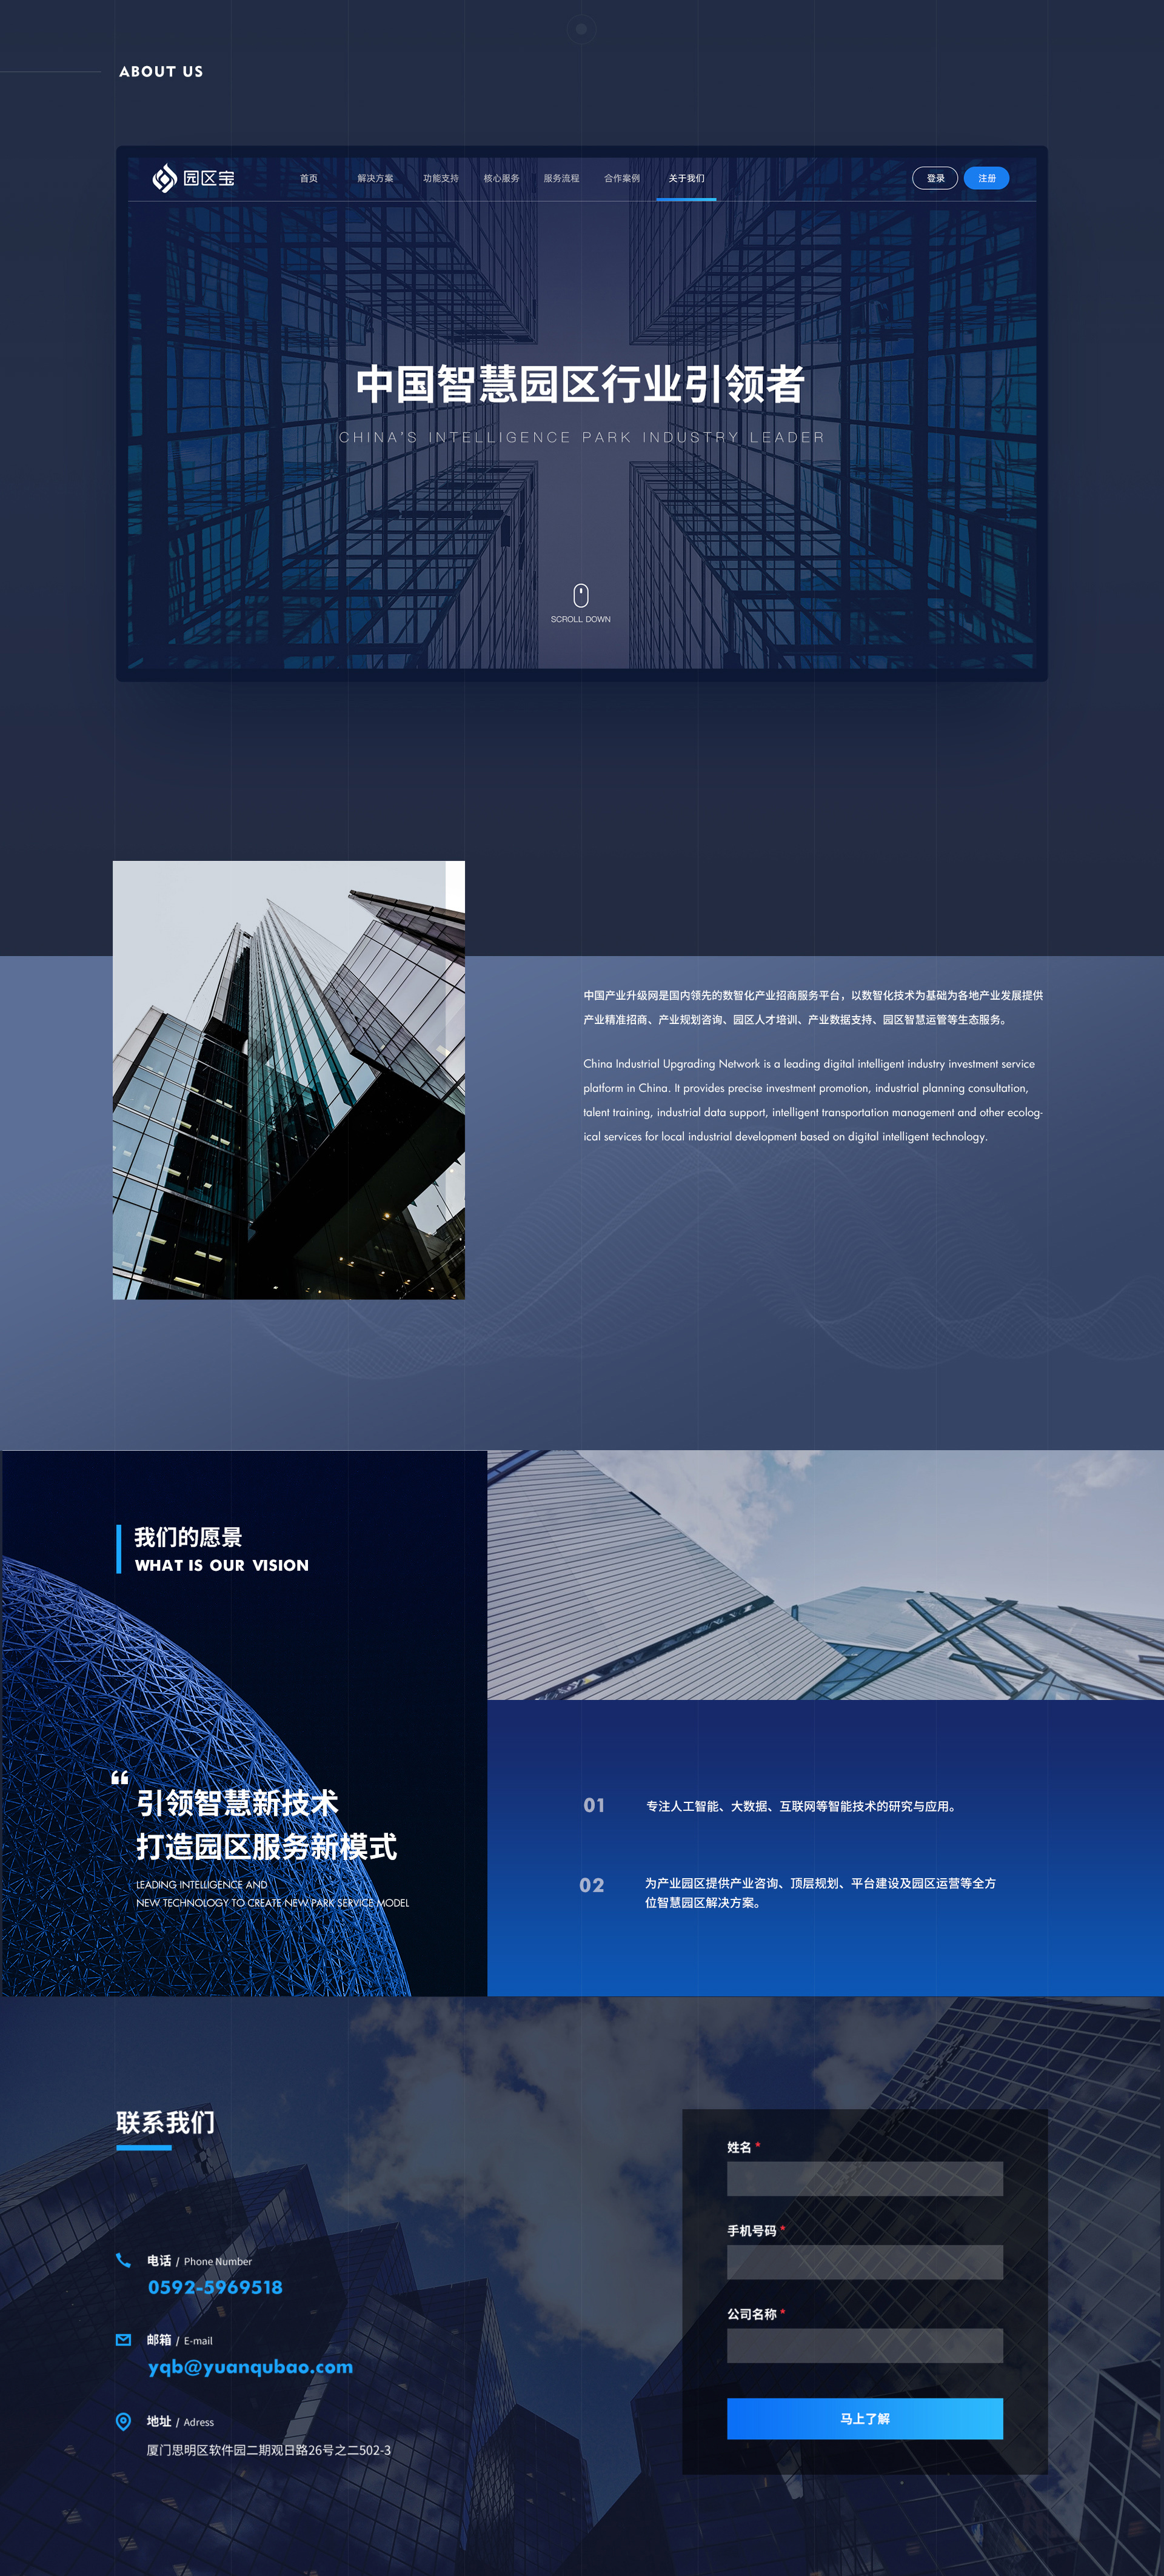 ABOUT US
园区宝
首页 解决方案 功能支持 核心服务 服务流程 合作案例 关于我们 登录 注册
中国智慧园区行业引领者
CHINA'S INTELLIGENCE PARK INDUSTRY LEADER
SCROLL DOWN
中国产业升级网是国内领先的数智化产业招商服务平台，以数智化技术为基础为各地产业发展提供
产业精准招商、产业规划咨询、园区人才培训、产业数据支持、园区智慧运管等生态服务。
China Industrial Upgrading Network is a leading digital intelligent industry investment service
platform in China. It provides precise investment promotion, industrial planning consultation,
talent training, industrial data support, intelligent transportation management and other ecolog-
ical services for local industrial development based on digital intelligent technology.
我们的愿景
WHAT IS OUR VISION
“
引领智慧新技术
打造园区服务新模式
LEADING INTELLIGENCE AND
NEW TECHNOLOGY TO CREATE NEW PARK SERVICE MODEL
01 专注人工智能、大数据、互联网等智能技术的研究与应用。
02 为产业园区提供产业咨询、顶层规划、平台建设及园区运营等全方
位智慧园区解决方案。
联系我们
电话 / Phone Number
0592-5969518
邮箱 / E-mail
yqb@yuanqubao.com
地址 / Adress
厦门思明区软件园二期观日路26号之二502-3
姓名 *
手机号码 *
公司名称 *
马上了解